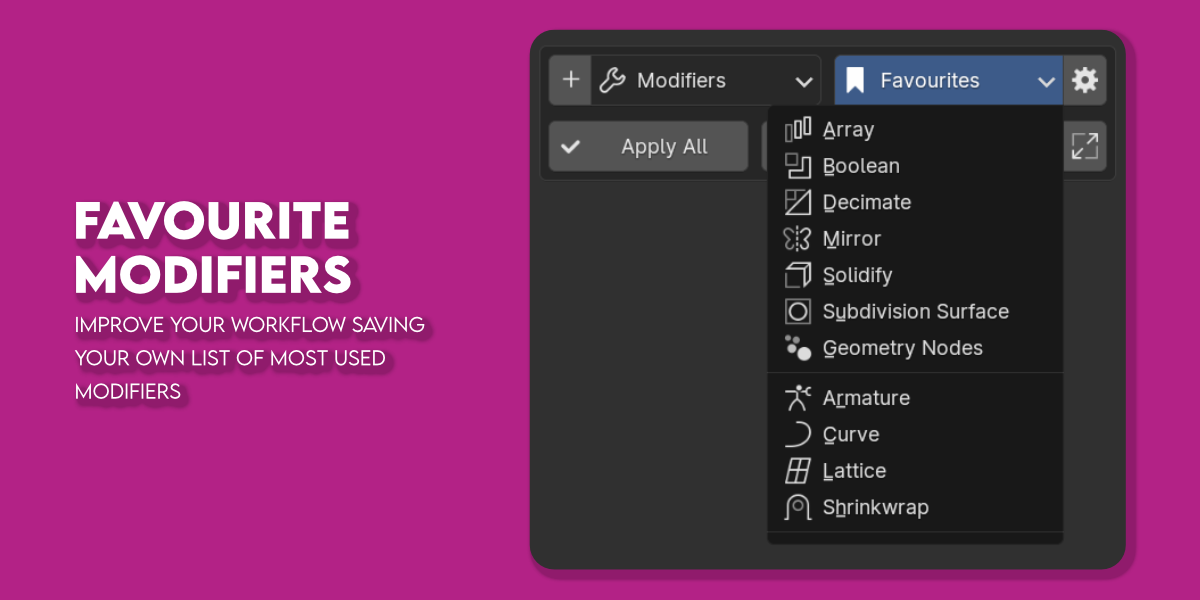 FAVOURITE
MODIFIERS
IMPROVE YOUR WORKFLOW SAVING
YOUR OWN LIST OF MOST USED
MODIFIERS
Modifiers
Favourites
Apply All
Array
Boolean
Decimate
Mirror
Solidify
Subdivision Surface
Geometry Nodes
Armature
Curve
Lattice
Shrinkwrap